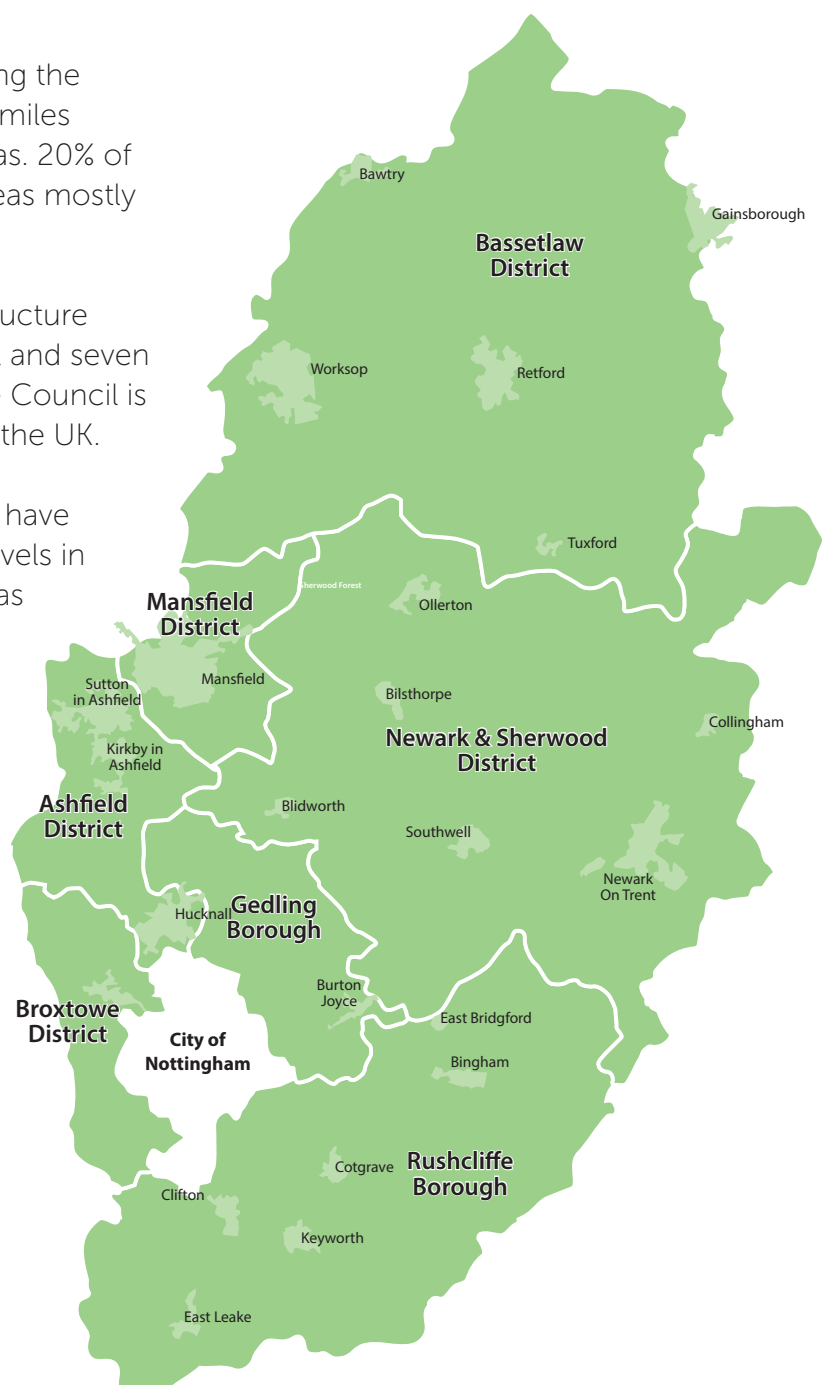 ng the
miles
as. 20% of
eas mostly
ucture
and seven
Council is
the UK.
have
vels in
as
Bawtry
Gainsborough
Bassetlaw
District
Worksop
Retford
Tuxford
Sherwood Forest
Mansfield
District
Ollerton
Mansfield
Sutton
in Ashfield
Bilsthorpe
Collingham
Newark & Sherwood
District
Kirkby in
Ashfield
Ashfield
District
Blidworth
Southwell
Newark
On Trent
Hucknall
Gedling
Borough
Burton
Joyce
Broxtowe
District
City of
Nottingham
East Bridgford
Bingham
Cotgrave
Rushcliffe
Borough
Clifton
Keyworth
East Leake